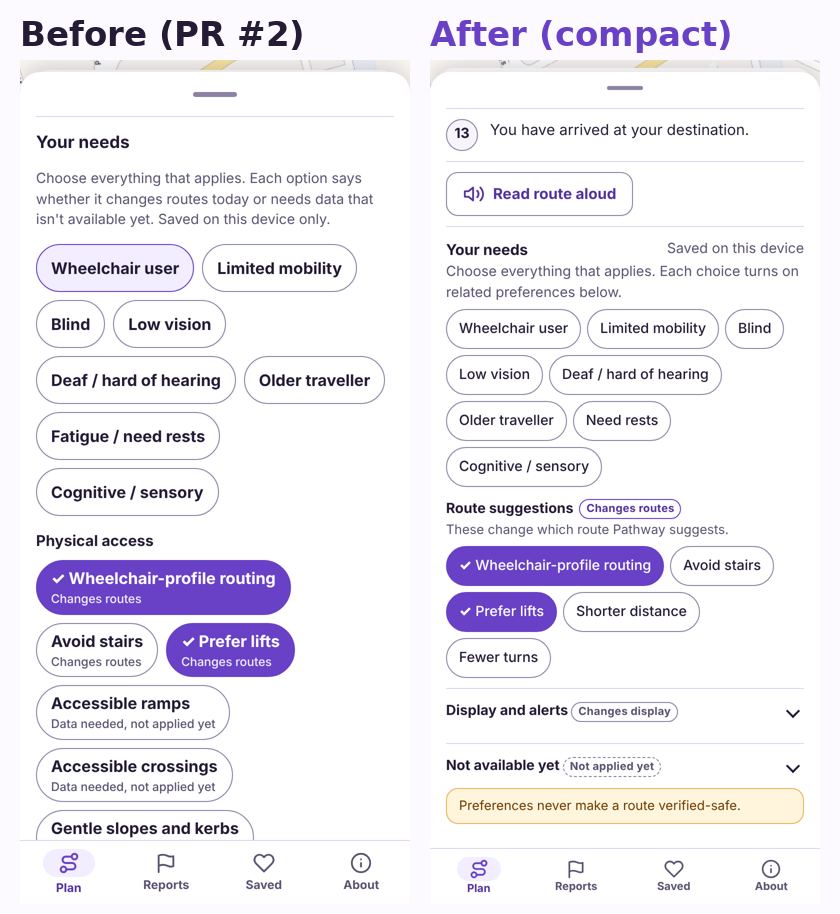 Before (PR #2)
Your needs
Choose everything that applies. Each option says
whether it changes routes today or needs data that
isn't available yet. Saved on this device only.
Wheelchair user
Limited mobility
Blind
Low vision
Deaf / hard of hearing
Older traveller
Fatigue / need rests
Cognitive / sensory
Physical access
✓ Wheelchair-profile routing
Changes routes
Avoid stairs
Changes routes
✓ Prefer lifts
Changes routes
Accessible ramps
Data needed, not applied yet
Accessible crossings
Data needed, not applied yet
Gentle slopes and kerbs
Plan
Reports
Saved
About
After (compact)
13
You have arrived at your destination.
Read route aloud
Your needs
Saved on this device
Choose everything that applies. Each choice turns on
related preferences below.
Wheelchair user
Limited mobility
Blind
Low vision
Deaf / hard of hearing
Older traveller
Need rests
Cognitive / sensory
Route suggestions
Changes routes
These change which route Pathway suggests.
✓ Wheelchair-profile routing
Avoid stairs
✓ Prefer lifts
Shorter distance
Fewer turns
Display and alerts
Changes display
Not available yet
Not applied yet
Preferences never make a route verified-safe.
Plan
Reports
Saved
About